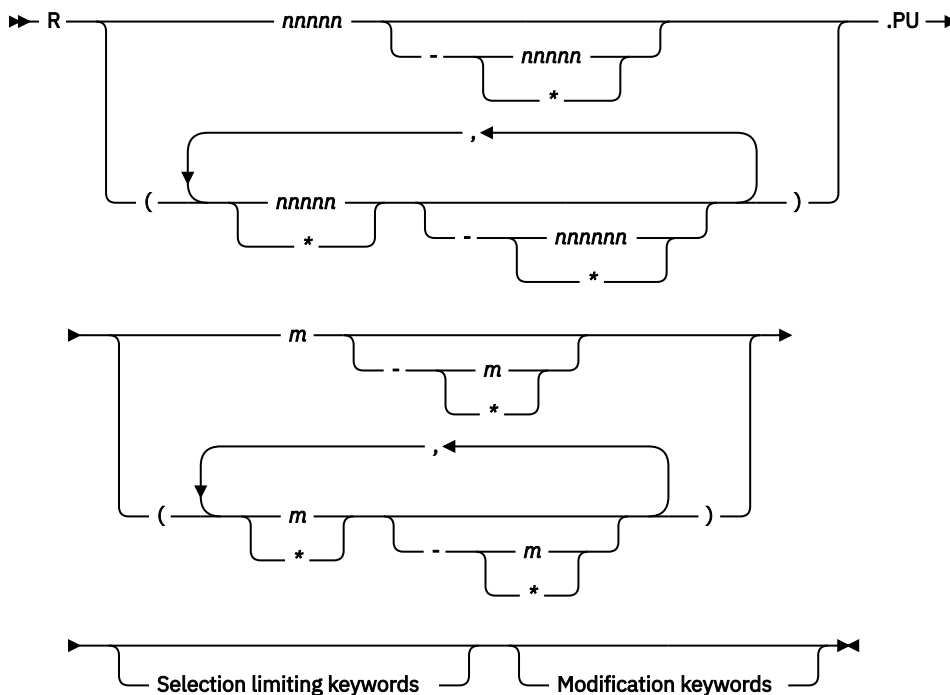 R nnnnn .PU
- nnnnn
*
,
( nnnnn )
* - nnnnnn
*
m
- m
*
,
( m )
* - m
*
Selection limiting keywords Modification keywords